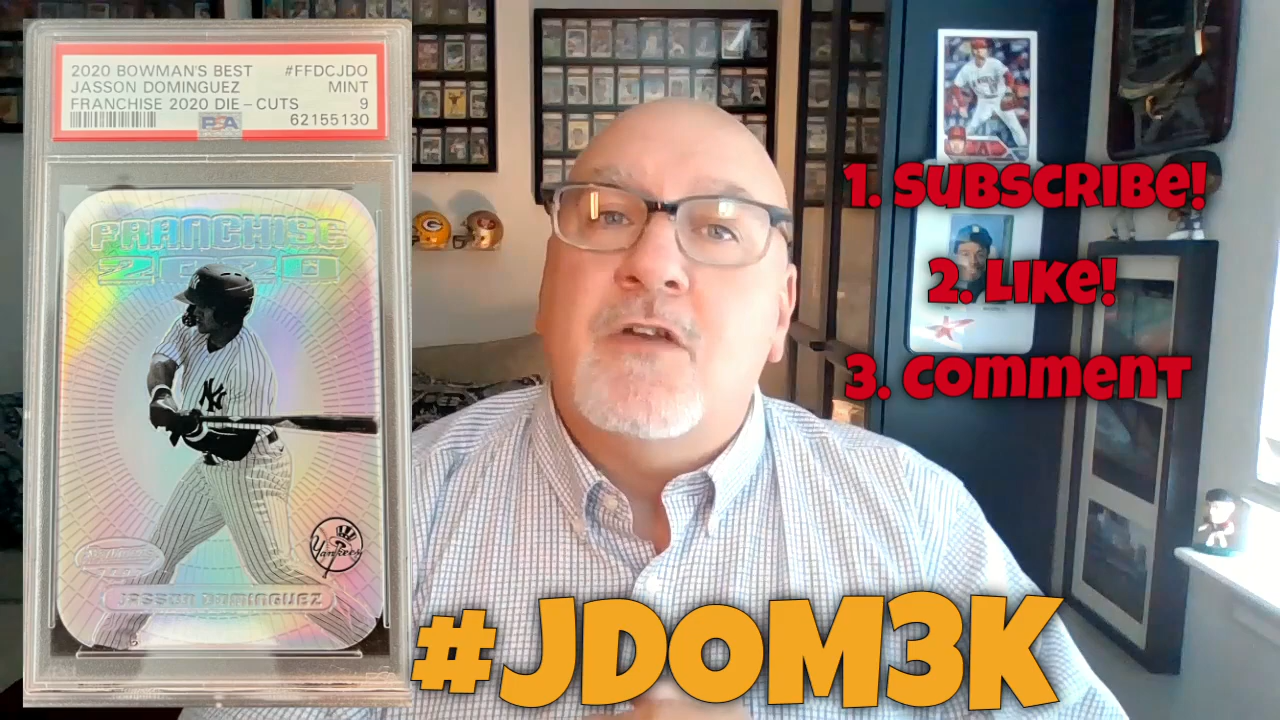 2020 BOWMAN'S BEST #FFDCJDO
JASSON DOMINGUEZ MINT
FRANCHISE 2020 DIE-CUTS 9
PSA 62155130
FRANCHISE
2020
Yankees
JASSON DOMINGUEZ
1. Subscribe!
2. Like!
3. Comment
#JDOM3K